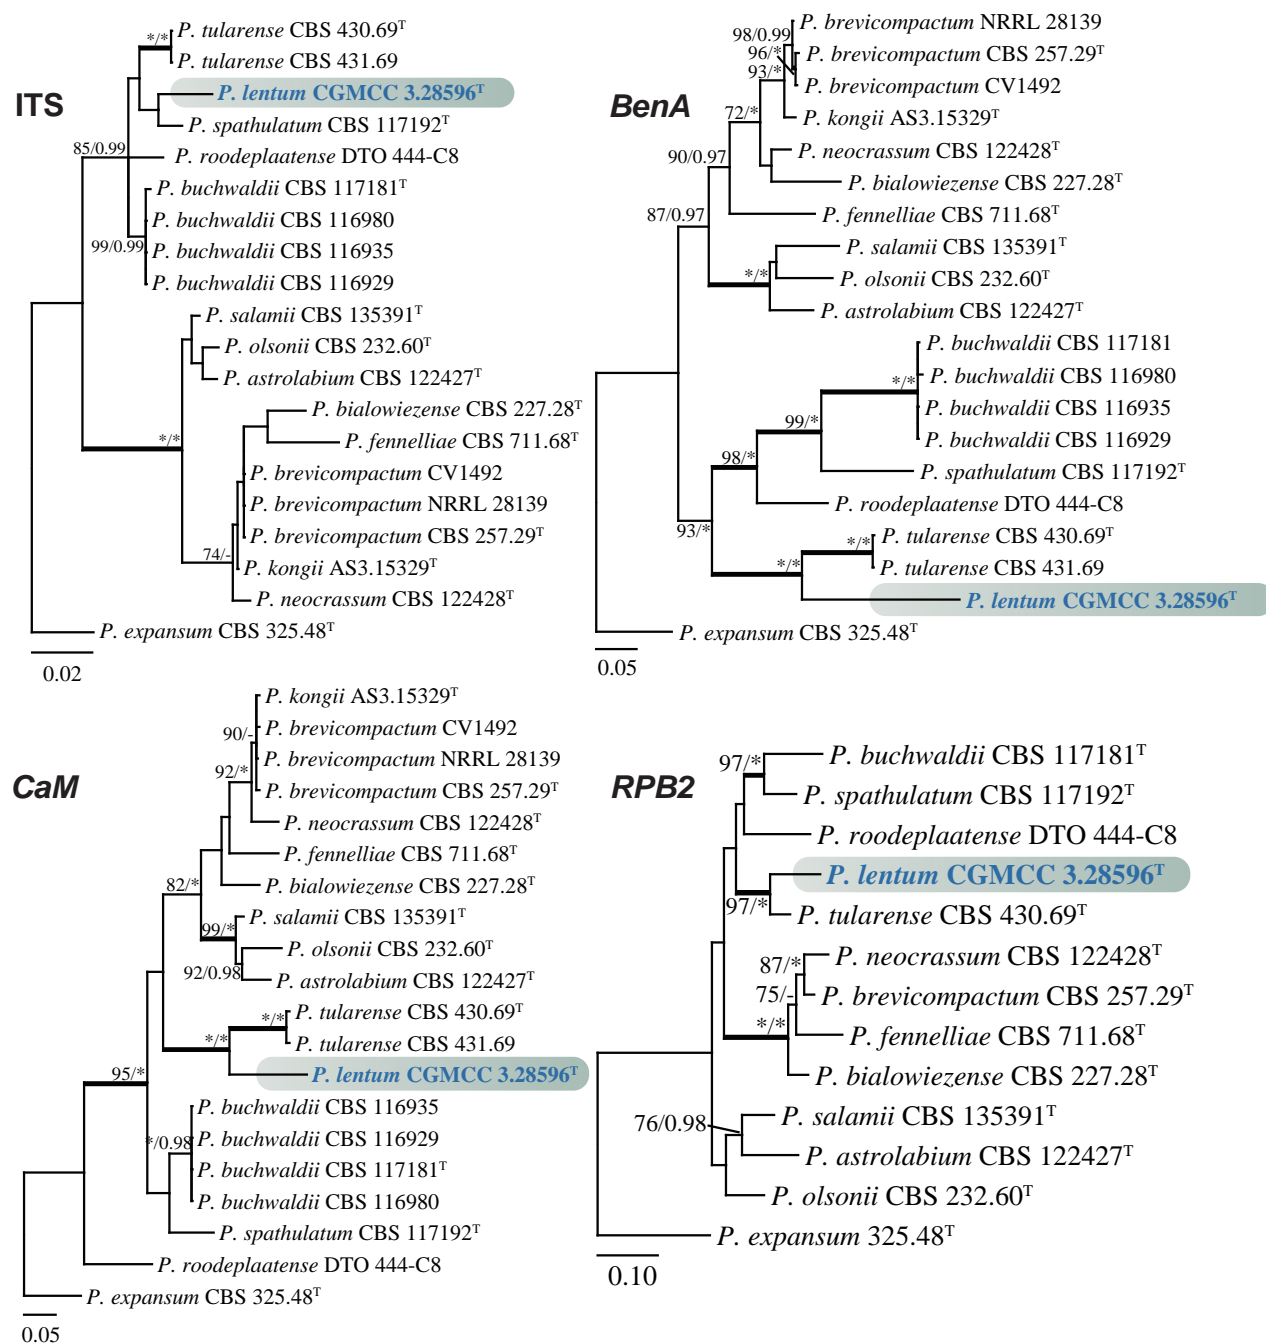 ITS
*/*
P. tularense CBS 430.69ᵀ
P. tularense CBS 431.69
P. lentum CGMCC 3.28596ᵀ
P. spathulatum CBS 117192ᵀ
85/0.99
P. roodeplaatense DTO 444-C8
P. buchwaldii CBS 117181ᵀ
P. buchwaldii CBS 116980
99/0.99
P. buchwaldii CBS 116935
P. buchwaldii CBS 116929
P. salamii CBS 135391ᵀ
P. olsonii CBS 232.60ᵀ
P. astrolabium CBS 122427ᵀ
P. bialowiezense CBS 227.28ᵀ
*/*
P. fennelliae CBS 711.68ᵀ
P. brevicompactum CV1492
P. brevicompactum NRRL 28139
P. brevicompactum CBS 257.29ᵀ
74/-
P. kongii AS3.15329ᵀ
P. neocrassum CBS 122428ᵀ
P. expansum CBS 325.48ᵀ
0.02
BenA
P. brevicompactum NRRL 28139
98/0.99
96/*
P. brevicompactum CBS 257.29ᵀ
93/*
P. brevicompactum CV1492
P. kongii AS3.15329ᵀ
72/*
P. neocrassum CBS 122428ᵀ
90/0.97
P. bialowiezense CBS 227.28ᵀ
P. fennelliae CBS 711.68ᵀ
87/0.97
P. salamii CBS 135391ᵀ
*/*
P. olsonii CBS 232.60ᵀ
P. astrolabium CBS 122427ᵀ
P. buchwaldii CBS 117181
P. buchwaldii CBS 116980
*/*
P. buchwaldii CBS 116935
99/*
P. buchwaldii CBS 116929
98/*
P. spathulatum CBS 117192ᵀ
P. roodeplaatense DTO 444-C8
93/*
P. tularense CBS 430.69ᵀ
*/*
*/*
P. tularense CBS 431.69
P. lentum CGMCC 3.28596ᵀ
P. expansum CBS 325.48ᵀ
0.05
CaM
P. kongii AS3.15329ᵀ
P. brevicompactum CV1492
90/-
P. brevicompactum NRRL 28139
92/*
P. brevicompactum CBS 257.29ᵀ
P. neocrassum CBS 122428ᵀ
P. fennelliae CBS 711.68ᵀ
82/*
P. bialowiezense CBS 227.28ᵀ
P. salamii CBS 135391ᵀ
99/*
P. olsonii CBS 232.60ᵀ
92/0.98
P. astrolabium CBS 122427ᵀ
P. tularense CBS 430.69ᵀ
*/*
*/*
P. tularense CBS 431.69
P. lentum CGMCC 3.28596ᵀ
95/*
P. buchwaldii CBS 116935
P. buchwaldii CBS 116929
*/0.98
P. buchwaldii CBS 117181ᵀ
P. buchwaldii CBS 116980
P. spathulatum CBS 117192ᵀ
P. roodeplaatense DTO 444-C8
P. expansum CBS 325.48ᵀ
0.05
RPB2
P. buchwaldii CBS 117181ᵀ
97/*
P. spathulatum CBS 117192ᵀ
P. roodeplaatense DTO 444-C8
P. lentum CGMCC 3.28596ᵀ
97/*
P. tularense CBS 430.69ᵀ
P. neocrassum CBS 122428ᵀ
87/*
75/-
P. brevicompactum CBS 257.29ᵀ
*/*
P. fennelliae CBS 711.68ᵀ
P. bialowiezense CBS 227.28ᵀ
P. salamii CBS 135391ᵀ
76/0.98
P. astrolabium CBS 122427ᵀ
P. olsonii CBS 232.60ᵀ
P. expansum 325.48ᵀ
0.10